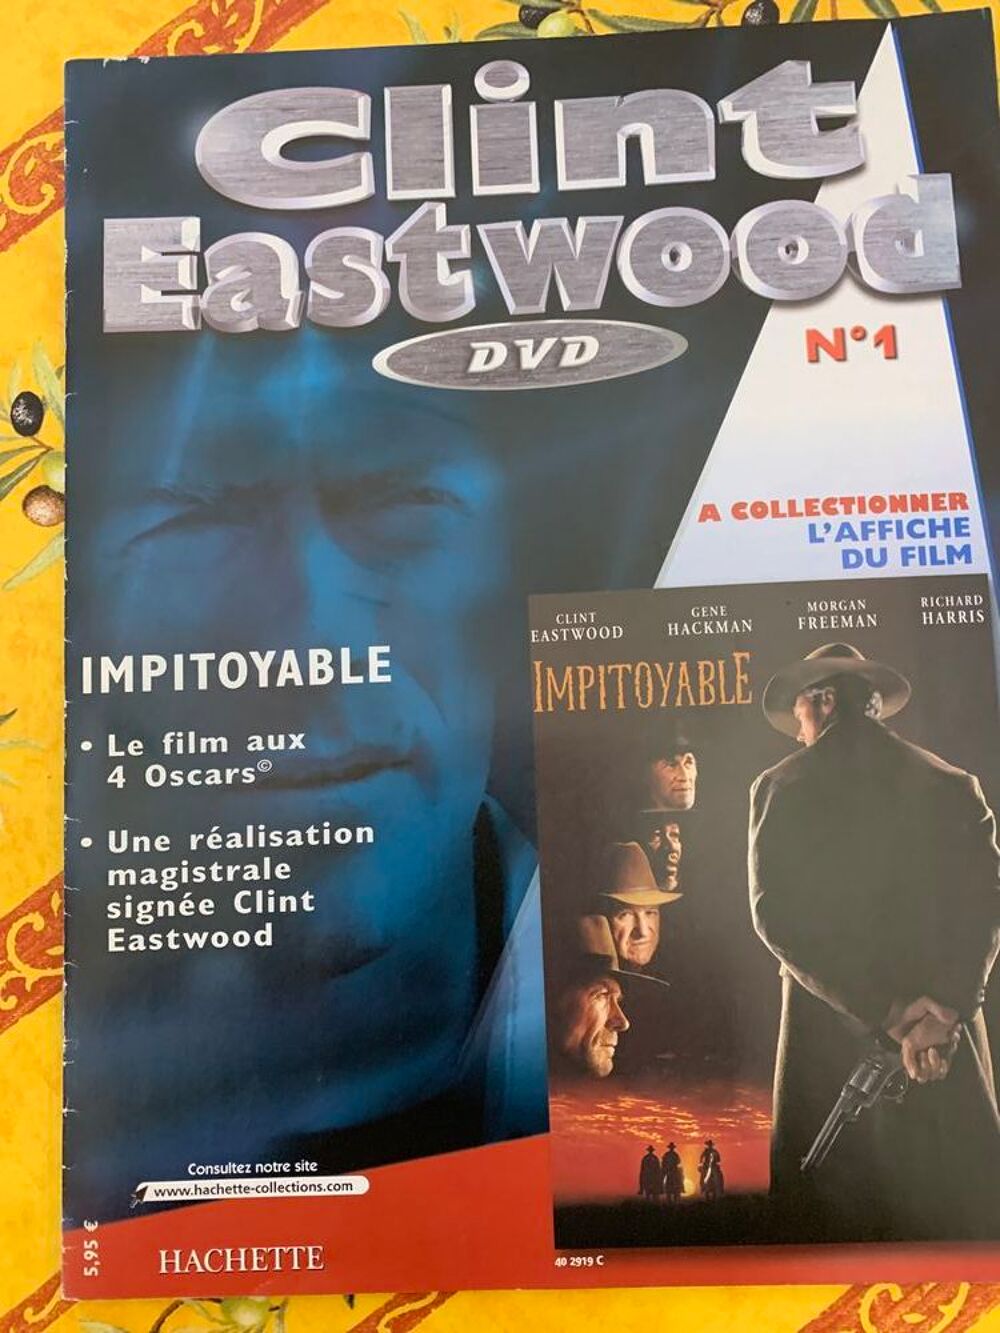 Clint
Eastwood
DVD
N°1
A COLLECTIONNER
L'AFFICHE
DU FILM
CLINT
EASTWOOD
GENE
HACKMAN
MORGAN
FREEMAN
RICHARD
HARRIS
IMPITOYABLE
IMPITOYABLE
• Le film aux
4 Oscars©
• Une réalisation
magistrale
signée Clint
Eastwood
Consultez notre site
www.hachette-collections.com
5,95 €
HACHETTE
40 2919 C